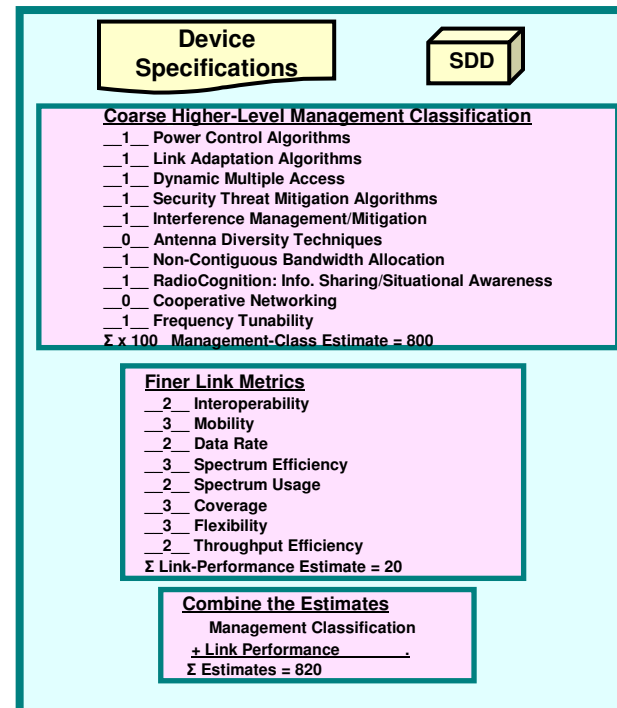 Device
Specifications
SDD
Coarse Higher-Level Management Classification
__1__ Power Control Algorithms
__1__ Link Adaptation Algorithms
__1__ Dynamic Multiple Access
__1__ Security Threat Mitigation Algorithms
__1__ Interference Management/Mitigation
__0__ Antenna Diversity Techniques
__1__ Non-Contiguous Bandwidth Allocation
__1__ RadioCognition: Info. Sharing/Situational Awareness
__0__ Cooperative Networking
__1__ Frequency Tunability
Σ x 100 Management-Class Estimate = 800
Finer Link Metrics
__2__ Interoperability
__3__ Mobility
__2__ Data Rate
__3__ Spectrum Efficiency
__2__ Spectrum Usage
__3__ Coverage
__3__ Flexibility
__2__ Throughput Efficiency
Σ Link-Performance Estimate = 20
Combine the Estimates
Management Classification
+ Link Performance .
Σ Estimates = 820